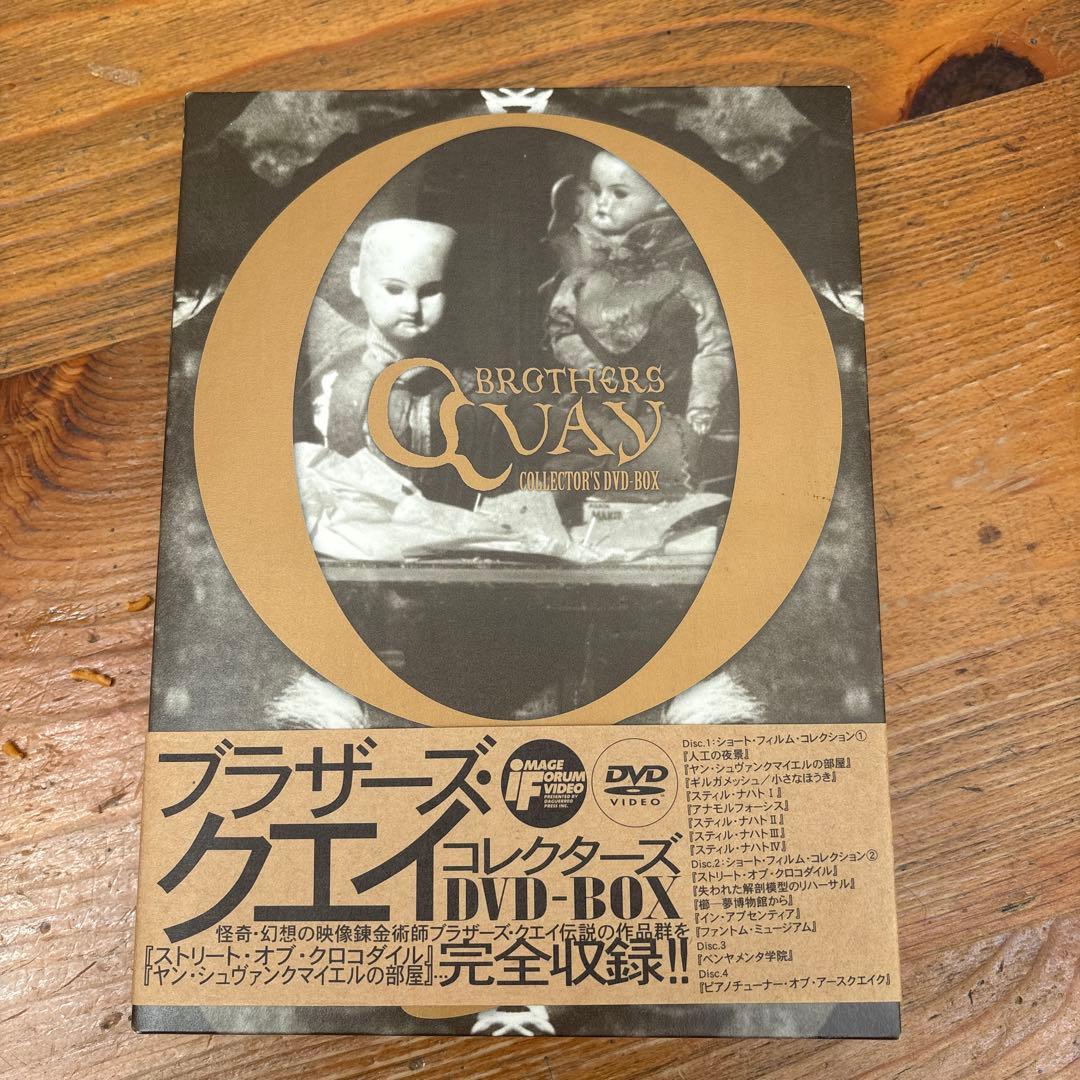 BROTHERS
QUAY
COLLECTOR'S DVD-BOX
ブラザーズ・
クエイ
コレクターズ
DVD-BOX
IMAGE
FORUM
VIDEO
PRESENTED BY
DAGUERREO
PRESS INC.
DVD
VIDEO
怪奇・幻想の映像錬金術師ブラザーズ・クエイ伝説の作品群を
『ストリート・オブ・クロコダイル』
『ヤン・シュヴァンクマイエルの部屋』…
完全収録!!
Disc.1:ショート・フィルム・コレクション①
『人工の夜景』
『ヤン・シュヴァンクマイエルの部屋』
『ギルガメッシュ/小さなほうき』
『スティル・ナハトⅠ』
『アナモルフォーシス』
『スティル・ナハトⅡ』
『スティル・ナハトⅢ』
『スティル・ナハトⅣ』
Disc.2:ショート・フィルム・コレクション②
『ストリート・オブ・クロコダイル』
『失われた解剖模型のリハーサル』
『櫛─夢博物館から』
『イン・アブセンティア』
『ファントム・ミュージアム』
Disc.3
『ベンヤメンタ学院』
Disc.4
『ピアノチューナー・オブ・アースクエイク』